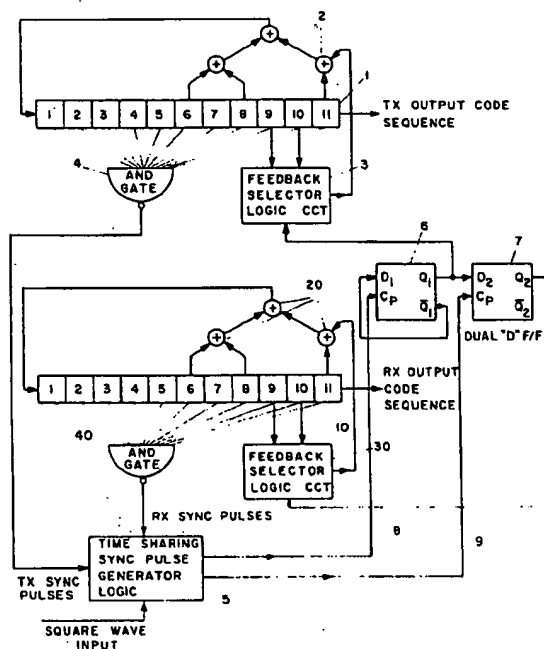 2
1
1 2 3 4 5 6 7 8 9 10 11
TX OUTPUT CODE
SEQUENCE
4
AND
GATE
FEEDBACK
SELECTOR
LOGIC CCT
3
6
7
D1 Q1
CP Q̅1
D2 Q2
CP Q̅2
DUAL "D" F/F
20
1 2 3 4 5 6 7 8 9 10 11
RX OUTPUT
CODE
SEQUENCE
40
AND
GATE
10
FEEDBACK
SELECTOR
LOGIC CCT
30
RX SYNC PULSES
8
9
TIME SHARING
SYNC PULSE
GENERATOR
LOGIC
5
TX SYNC
PULSES
SQUARE WAVE
INPUT